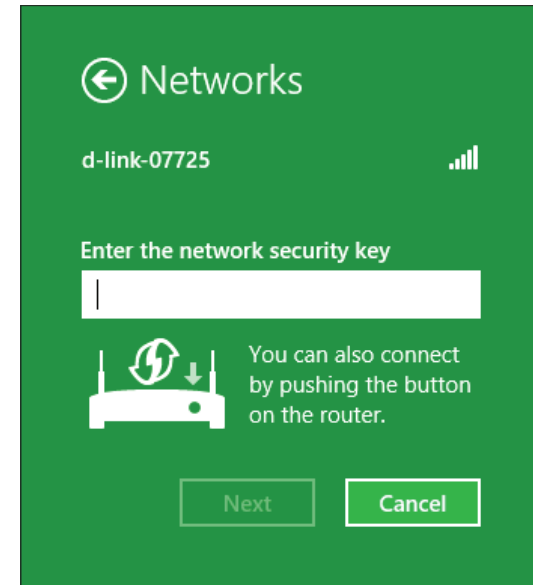 Networks
d-link-07725
Enter the network security key
You can also connect
by pushing the button
on the router.
Next
Cancel